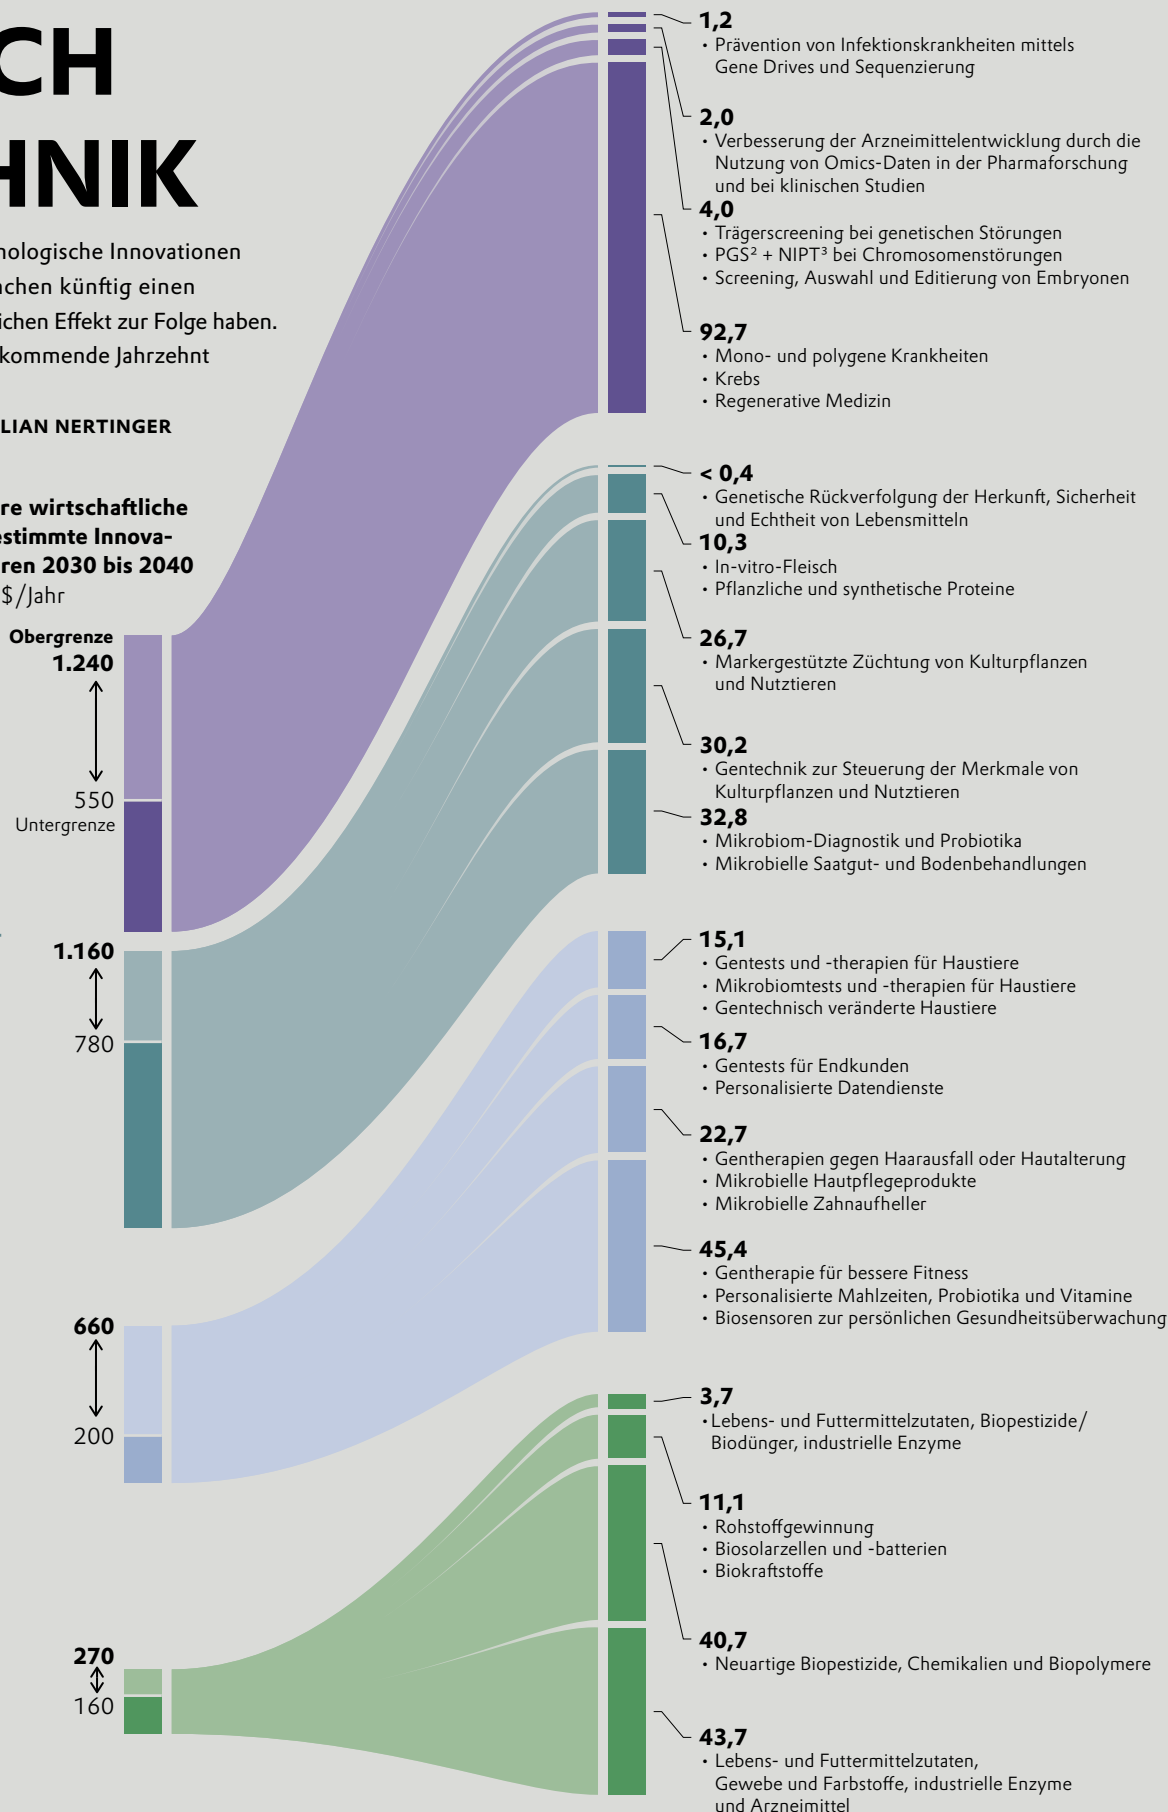 CH
HNIK
nologische Innovationen
achen künftig einen
lichen Effekt zur Folge haben.
kommende Jahrzehnt
LIAN NERTINGER
re wirtschaftliche
estimmte Innova-
ren 2030 bis 2040
$/Jahr
Obergrenze
1.240
550
Untergrenze
1.160
780
660
200
270
160
1,2
• Prävention von Infektionskrankheiten mittels
Gene Drives und Sequenzierung
2,0
• Verbesserung der Arzneimittelentwicklung durch die
Nutzung von Omics-Daten in der Pharmaforschung
und bei klinischen Studien
4,0
• Trägerscreening bei genetischen Störungen
• PGS² + NIPT³ bei Chromosomenstörungen
• Screening, Auswahl und Editierung von Embryonen
92,7
• Mono- und polygene Krankheiten
• Krebs
• Regenerative Medizin
< 0,4
• Genetische Rückverfolgung der Herkunft, Sicherheit
und Echtheit von Lebensmitteln
10,3
• In-vitro-Fleisch
• Pflanzliche und synthetische Proteine
26,7
• Markergestützte Züchtung von Kulturpflanzen
und Nutztieren
30,2
• Gentechnik zur Steuerung der Merkmale von
Kulturpflanzen und Nutztieren
32,8
• Mikrobiom-Diagnostik und Probiotika
• Mikrobielle Saatgut- und Bodenbehandlungen
15,1
• Gentests und -therapien für Haustiere
• Mikrobiomtests und -therapien für Haustiere
• Gentechnisch veränderte Haustiere
16,7
• Gentests für Endkunden
• Personalisierte Datendienste
22,7
• Gentherapien gegen Haarausfall oder Hautalterung
• Mikrobielle Hautpflegeprodukte
• Mikrobielle Zahnaufheller
45,4
• Gentherapie für bessere Fitness
• Personalisierte Mahlzeiten, Probiotika und Vitamine
• Biosensoren zur persönlichen Gesundheitsüberwachung
3,7
• Lebens- und Futtermittelzutaten, Biopestizide/
Biodünger, industrielle Enzyme
11,1
• Rohstoffgewinnung
• Biosolarzellen und -batterien
• Biokraftstoffe
40,7
• Neuartige Biopestizide, Chemikalien und Biopolymere
43,7
• Lebens- und Futtermittelzutaten,
Gewebe und Farbstoffe, industrielle Enzyme
und Arzneimittel